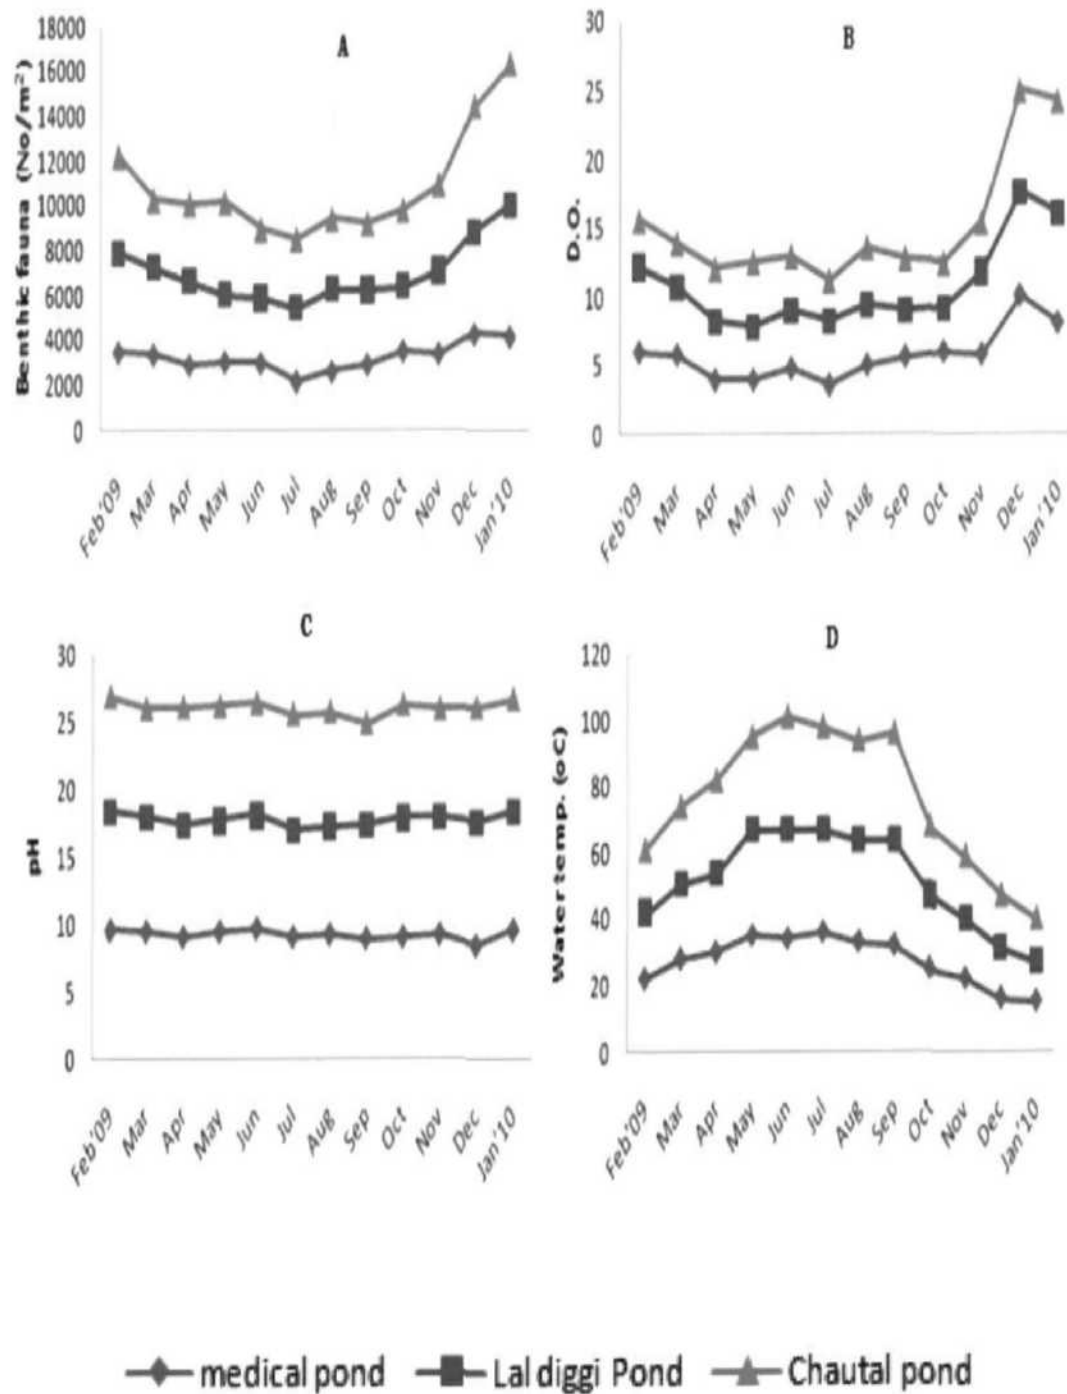 A
Benthic fauna (No/m²)
18000
16000
14000
12000
10000
8000
6000
4000
2000
0
Feb'09 Mar Apr May Jun Jul Aug Sep Oct Nov Dec Jan'10
B
D.O.
30
25
20
15
10
5
0
Feb'09 Mar Apr May Jun Jul Aug Sep Oct Nov Dec Jan'10
C
pH
30
25
20
15
10
5
0
Feb'09 Mar Apr May Jun Jul Aug Sep Oct Nov Dec Jan'10
D
Watertemp. (oC)
120
100
80
60
40
20
0
Feb'09 Mar Apr May Jun Jul Aug Sep Oct Nov Dec Jan'10
medical pond Lal diggi Pond Chautal pond